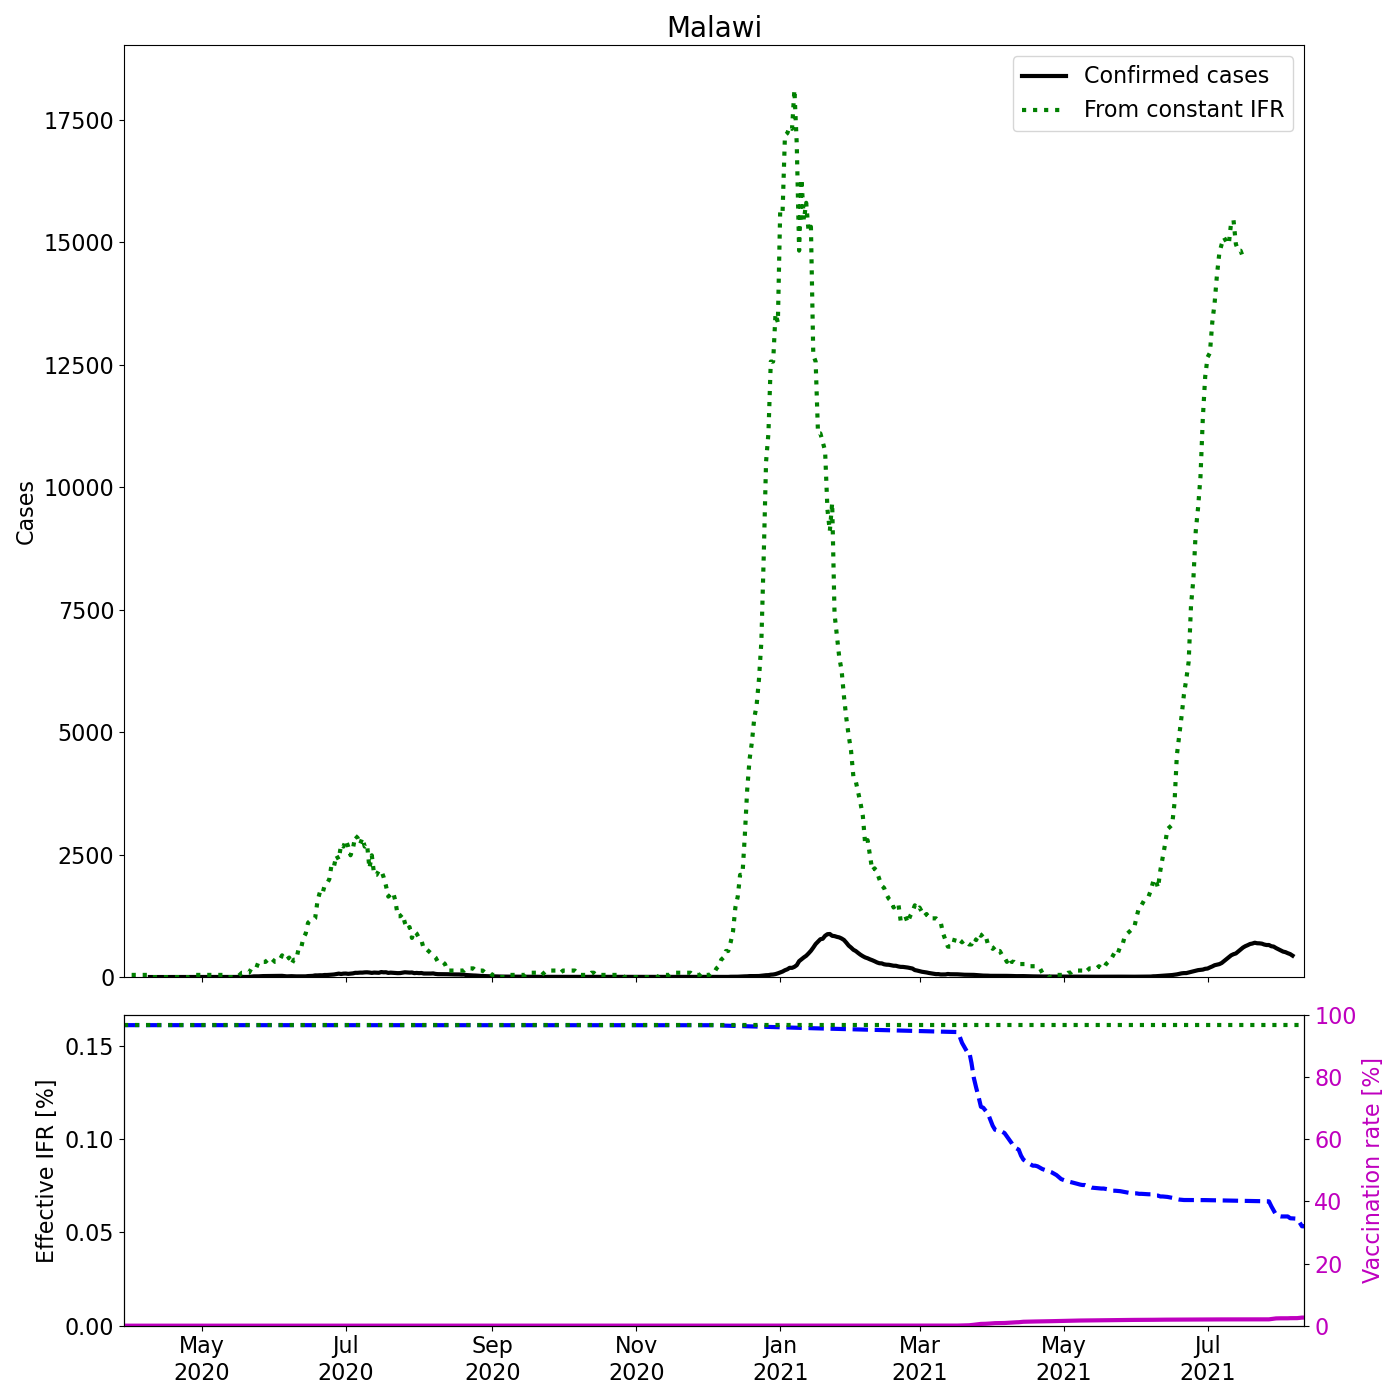 Malawi
Confirmed cases
From constant IFR
17500
15000
12500
10000
7500
5000
2500
0
Cases
0.15
0.10
0.05
0.00
Effective IFR [%]
100
80
60
40
20
0
Vaccination rate [%]
May Jul Sep Nov Jan Mar May Jul
2020 2020 2020 2020 2021 2021 2021 2021